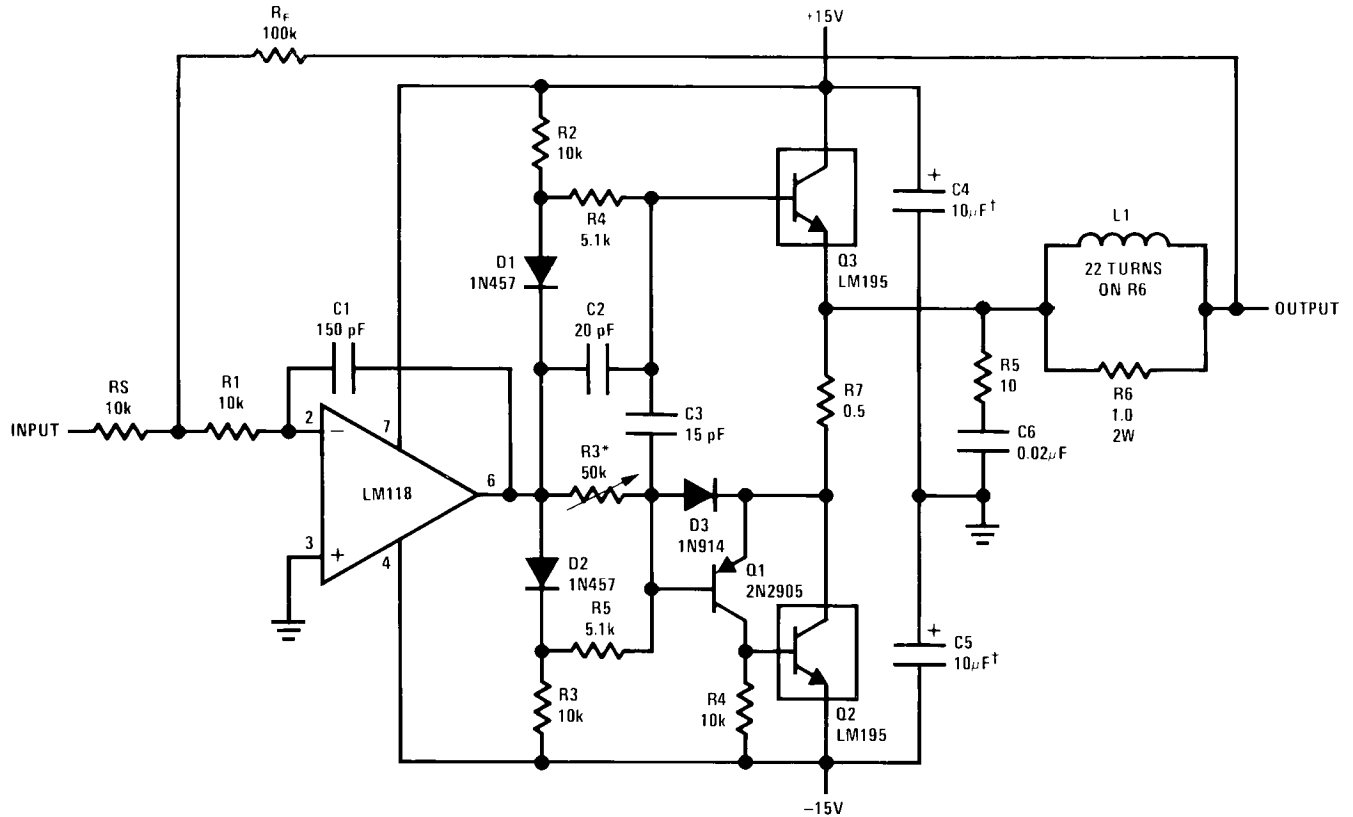 RF
100k
+15V
R2
10k
R4
5.1k
D1
1N457
Q3
LM195
C4
10μF†
+
L1
22 TURNS
ON R6
OUTPUT
C1
150 pF
C2
20 pF
RS
10k
R1
10k
INPUT
2
−
7
LM118
6
3
+
4
R3*
50k
C3
15 pF
R7
0.5
R5
10
C6
0.02μF
R6
1.0
2W
D3
1N914
D2
1N457
Q1
2N2905
R5
5.1k
R3
10k
R4
10k
Q2
LM195
+
C5
10μF†
−15V